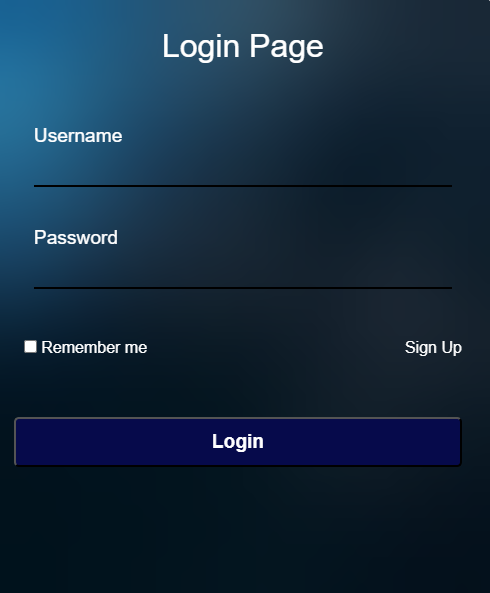 Login Page
Username
Password
Remember me Sign Up
Login